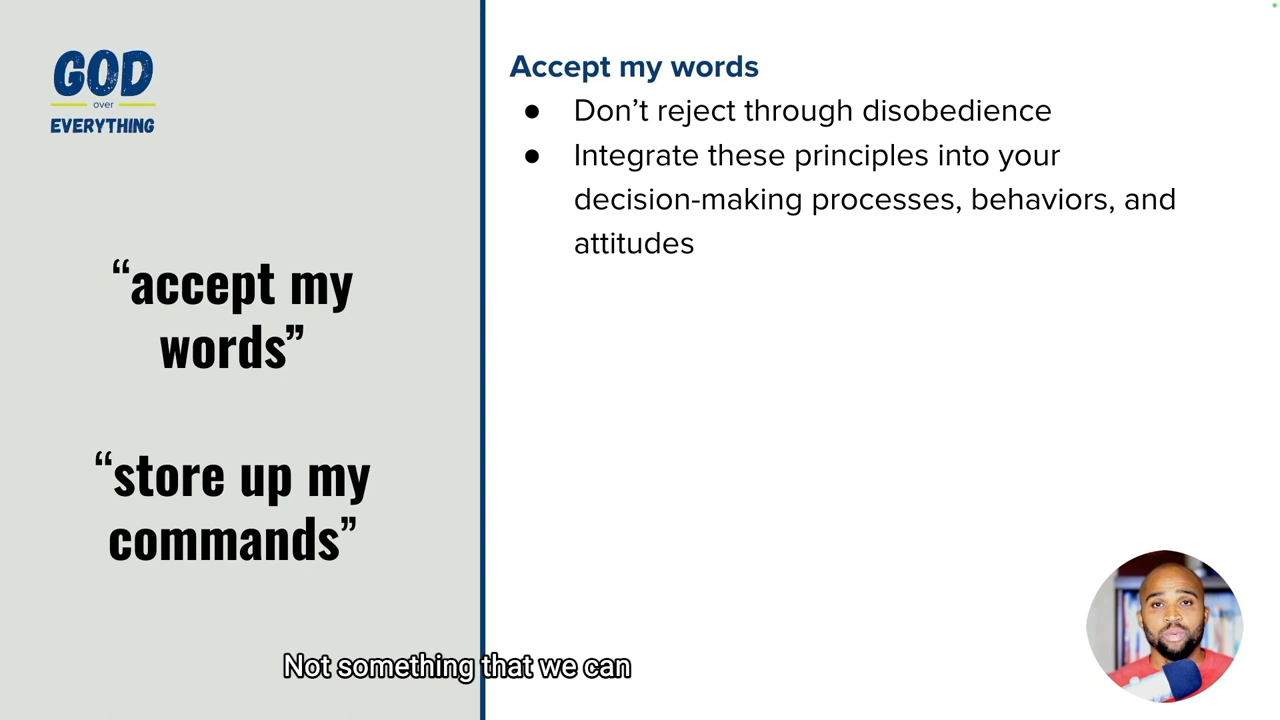 GOD
over
EVERYTHING
“accept my
words”
“store up my
commands”
Accept my words
● Don’t reject through disobedience
● Integrate these principles into your
decision-making processes, behaviors, and
attitudes
Not something that we can